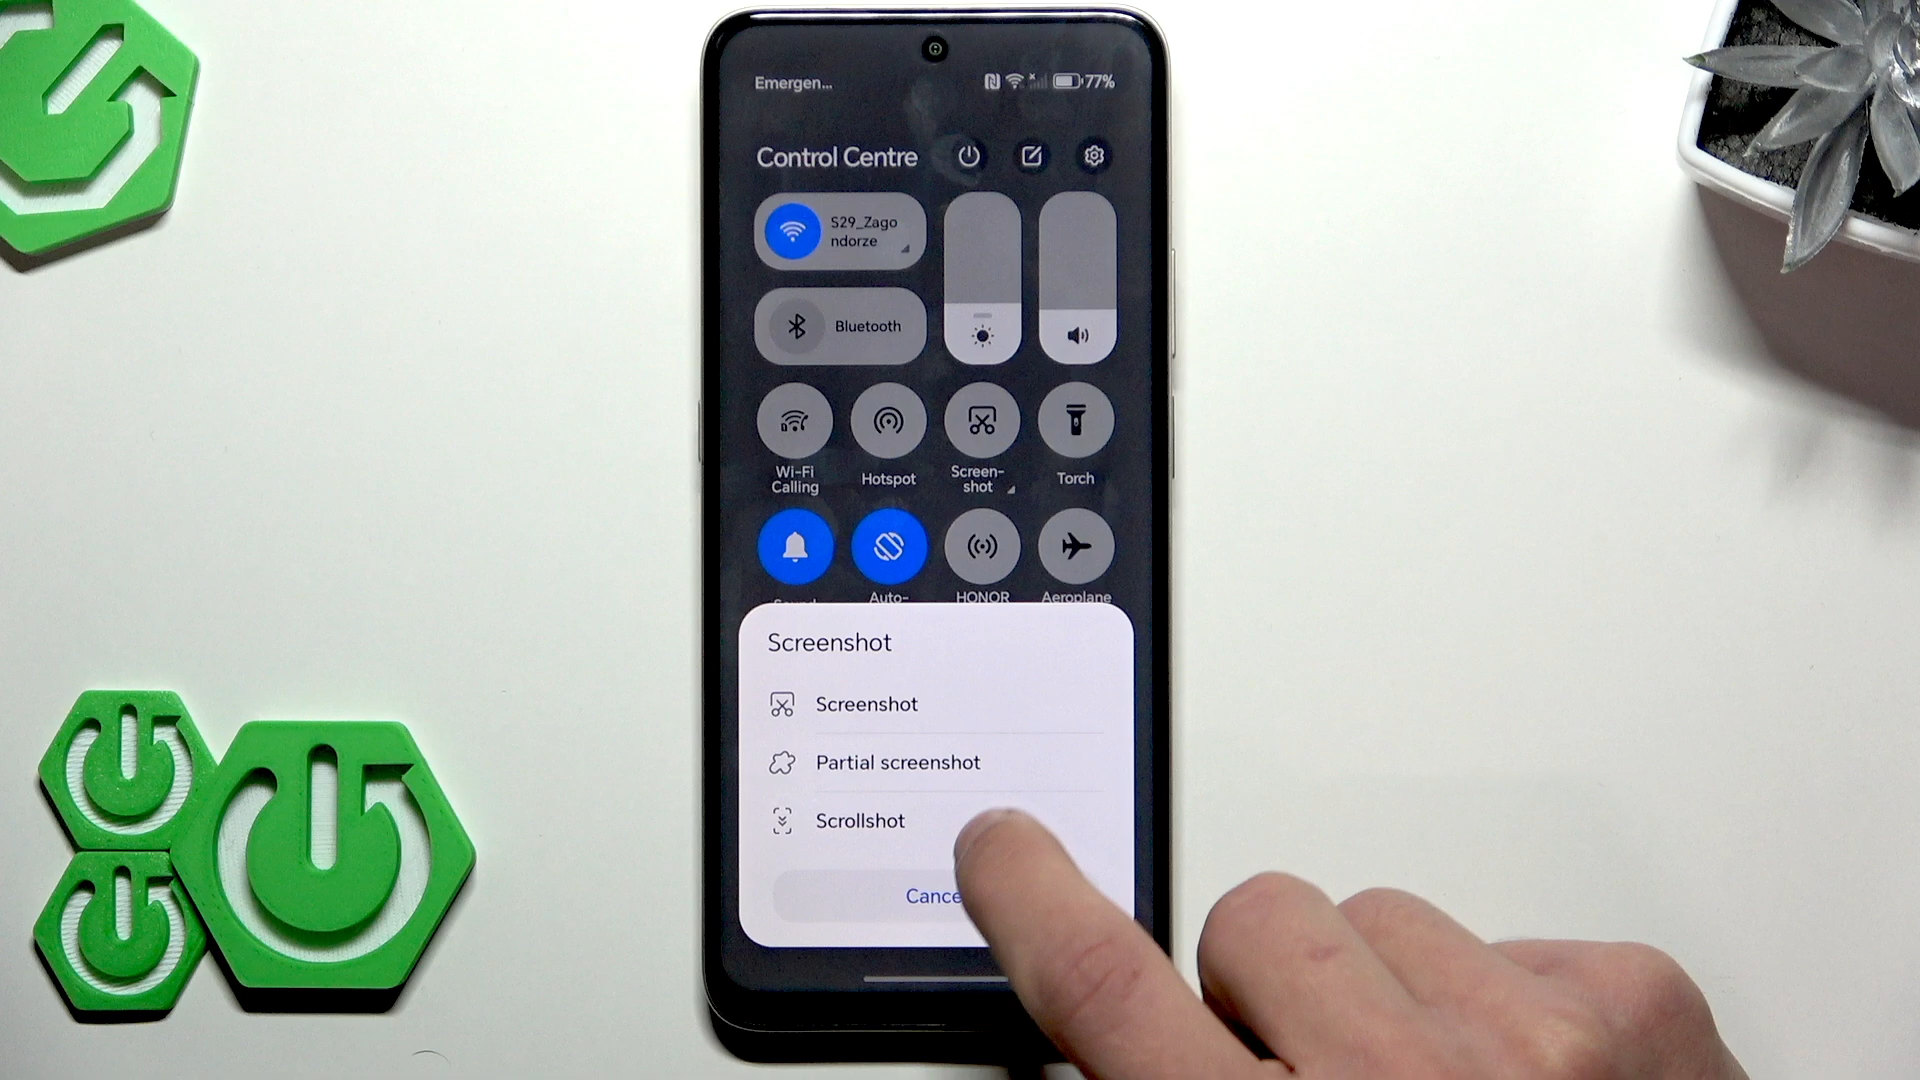 Emergen...
77%
Control Centre
S29_Zago
ndorze
Bluetooth
Wi-Fi
Calling
Hotspot
Screen-
shot
Torch
Auto-
HONOR
Aeroplane
Screenshot
Screenshot
Partial screenshot
Scrollshot
Cance